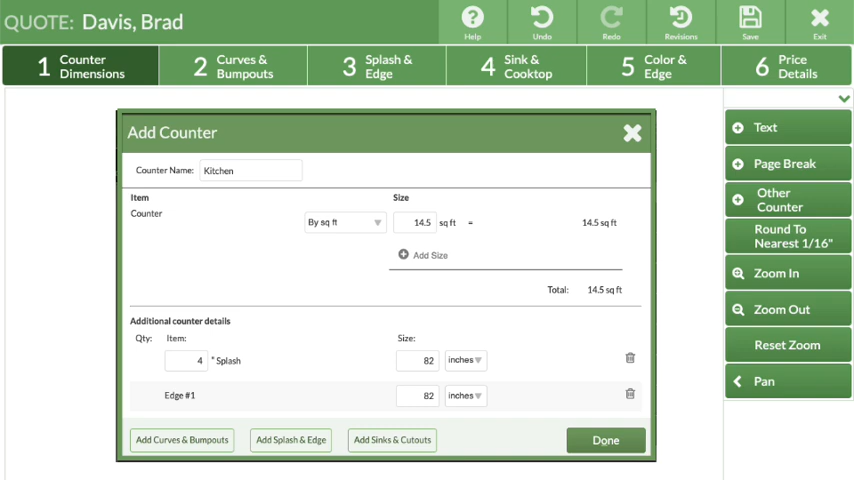 QUOTE: Davis, Brad
Help
Undo
Redo
Revisions
Save
Exit
1 Counter Dimensions
2 Curves & Bumpouts
3 Splash & Edge
4 Sink & Cooktop
5 Color & Edge
6 Price Details
Add Counter
Counter Name: Kitchen
Item Size
Counter By sq ft 14.5 sq ft = 14.5 sq ft
Add Size
Total: 14.5 sq ft
Additional counter details
Qty: Item: Size:
4 " Splash 82 inches
Edge #1 82 inches
Add Curves & Bumpouts
Add Splash & Edge
Add Sinks & Cutouts
Done
Text
Page Break
Other
Counter
Round To
Nearest 1/16"
Zoom In
Zoom Out
Reset Zoom
Pan